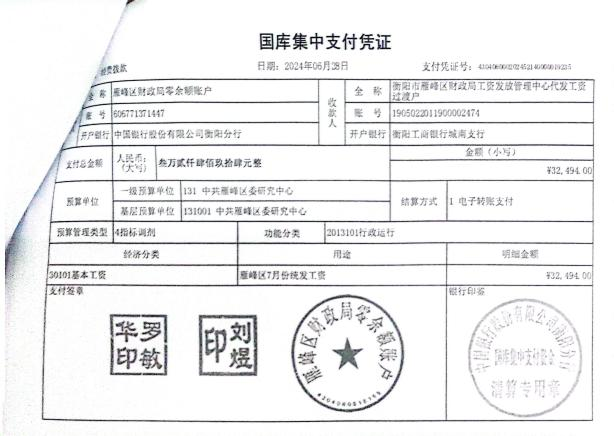 国库集中支付凭证
经费拨款 日期：2024年06月28日 支付凭证号：
全 称 雁峰区财政局零余额账户 收款人 全 称 衡阳市雁峰区财政局工资发放管理中心代发工资过渡户
账 号 606771371447 账 号 1905022011900002474
开户银行 中国银行股份有限公司衡阳分行 开户银行 衡阳工商银行城南支行
支付总金额 人民币：（大写） 叁万贰仟肆佰玖拾肆元整 金额（小写）
¥32,494.00
预算单位 一级预算单位 131 中共雁峰区委研究中心 结算方式 1 电子转账支付
基层预算单位 131001 中共雁峰区委研究中心
预算管理类型 4指标调剂 功能分类 2013101行政运行
经济分类 用途 明细金额
30101基本工资 雁峰区7月份统发工资 ¥32,494.00
支付签章 银行印鉴
罗敏华印
刘煜印
雁峰区财政局零余额账户
中国银行股份有限公司衡阳分行
国库集中支付资金
清算专用章